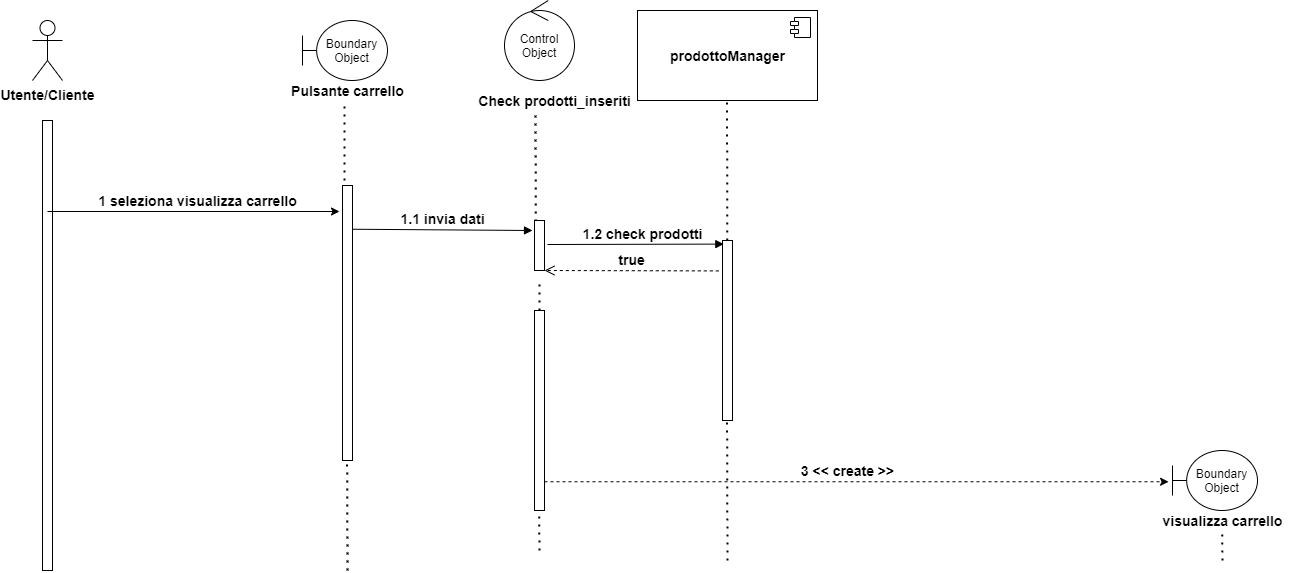 Boundary
Object
Control
Object
prodottoManager
Utente/Cliente
Pulsante carrello
Check prodotti_inseriti
1 seleziona visualizza carrello
1.1 invia dati
1.2 check prodotti
true
3 << create >>
Boundary
Object
visualizza carrello